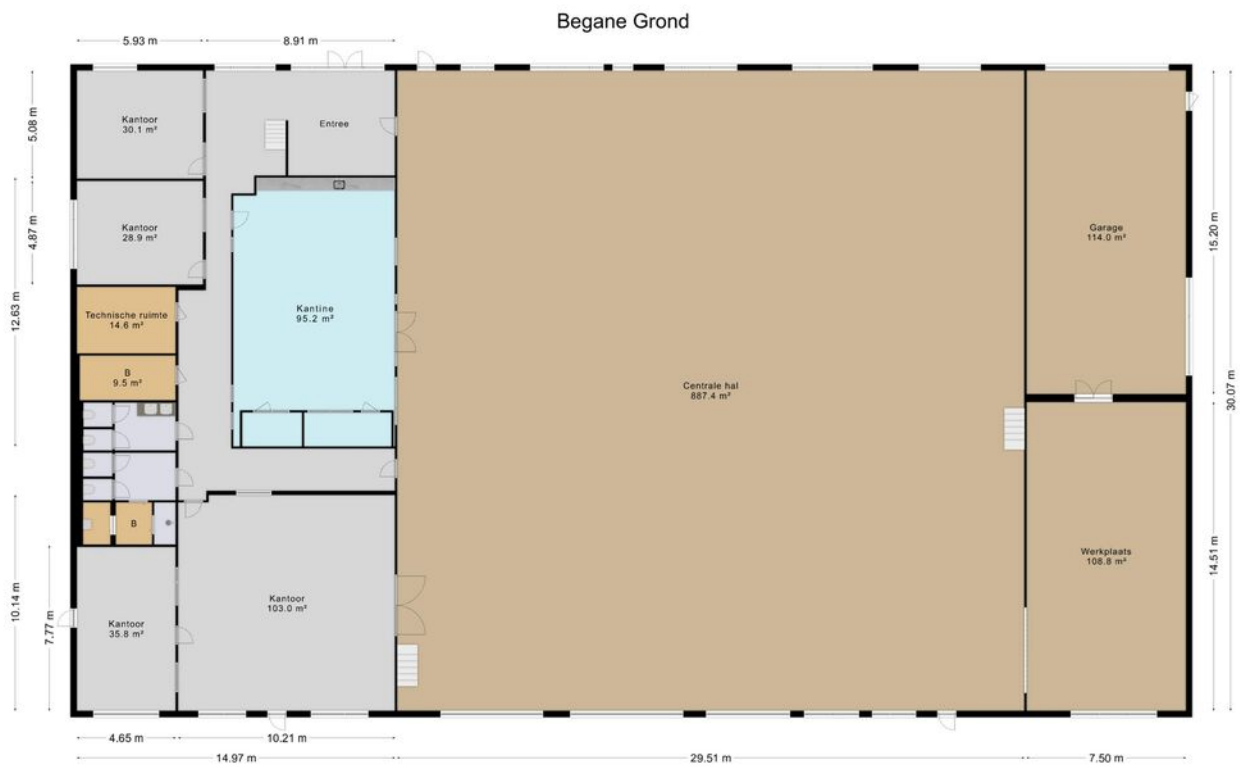 Begane Grond
5.93 m
8.91 m
5.08 m
12.63 m
4.87 m
10.14 m
7.77 m
Kantoor
30.1 m²
Entree
Kantoor
28.9 m²
Technische ruimte
14.6 m²
Kantine
95.2 m²
B
9.5 m²
B
Kantoor
103.0 m²
Kantoor
35.8 m²
Centrale hal
887.4 m²
Garage
114.0 m²
Werkplaats
108.8 m²
15.20 m
30.07 m
14.51 m
4.65 m
10.21 m
14.97 m
29.51 m
7.50 m